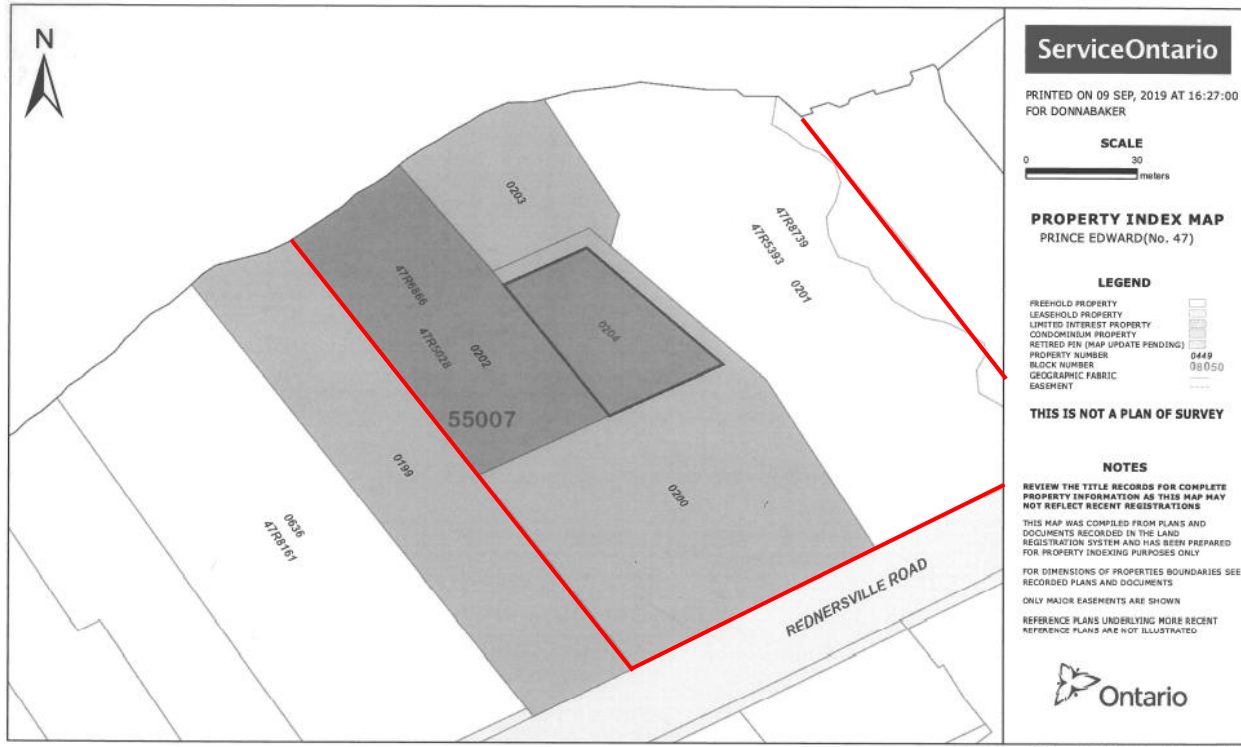 N
0203
47R8739
47R5393
0201
47R6866
47R5028
0202
0204
55007
0199
0200
0636
47R8161
REDNERSVILLE ROAD
ServiceOntario
PRINTED ON 09 SEP, 2019 AT 16:27:00
FOR DONNABAKER
SCALE
0 30
meters
PROPERTY INDEX MAP
PRINCE EDWARD(No. 47)
LEGEND
FREEHOLD PROPERTY
LEASEHOLD PROPERTY
LIMITED INTEREST PROPERTY
CONDOMINIUM PROPERTY
RETIRED PIN (MAP UPDATE PENDING)
PROPERTY NUMBER 0449
BLOCK NUMBER 08050
GEOGRAPHIC FABRIC
EASEMENT
THIS IS NOT A PLAN OF SURVEY
NOTES
REVIEW THE TITLE RECORDS FOR COMPLETE
PROPERTY INFORMATION AS THIS MAP MAY
NOT REFLECT RECENT REGISTRATIONS
THIS MAP WAS COMPILED FROM PLANS AND
DOCUMENTS RECORDED IN THE LAND
REGISTRATION SYSTEM AND HAS BEEN PREPARED
FOR PROPERTY INDEXING PURPOSES ONLY
FOR DIMENSIONS OF PROPERTIES BOUNDARIES SEE
RECORDED PLANS AND DOCUMENTS
ONLY MAJOR EASEMENTS ARE SHOWN
REFERENCE PLANS UNDERLYING MORE RECENT
REFERENCE PLANS ARE NOT ILLUSTRATED
Ontario